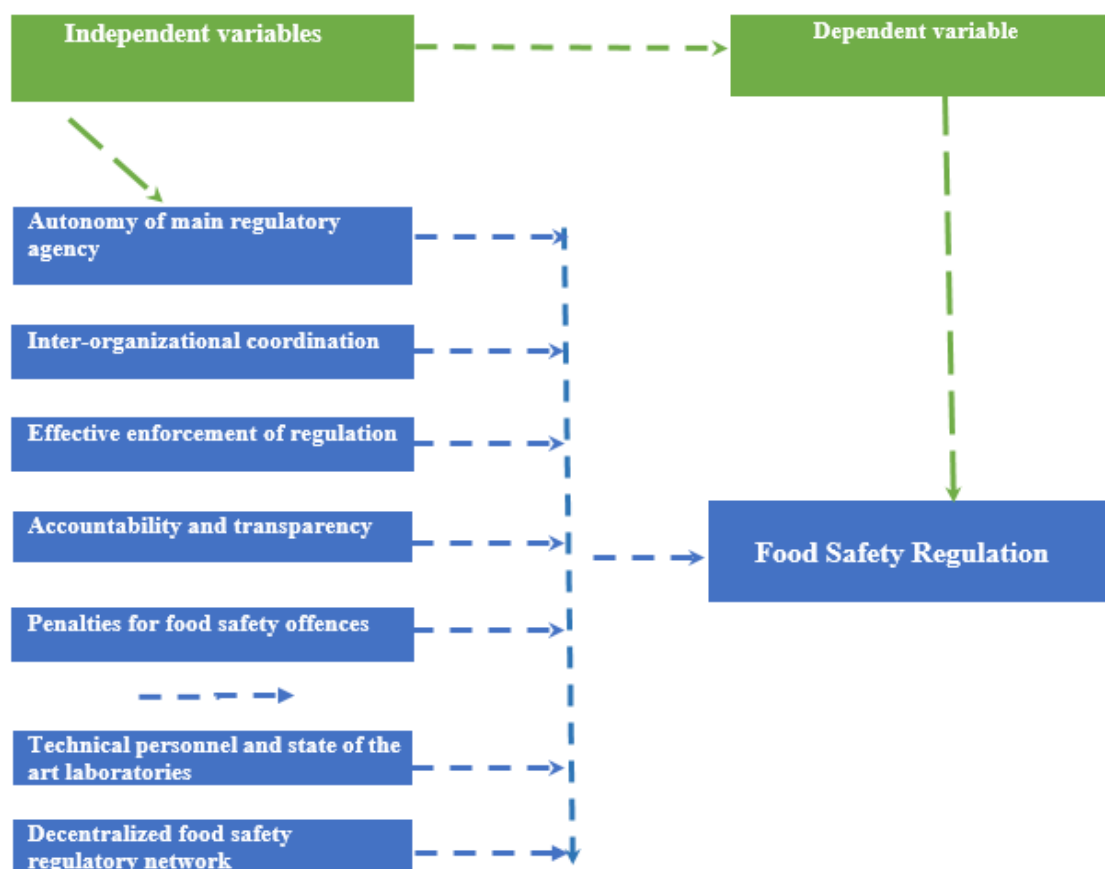 Independent variables
Dependent variable
Autonomy of main regulatory
agency
Inter-organizational coordination
Effective enforcement of regulation
Accountability and transparency
Food Safety Regulation
Penalties for food safety offences
Technical personnel and state of the
art laboratories
Decentralized food safety
regulatory network